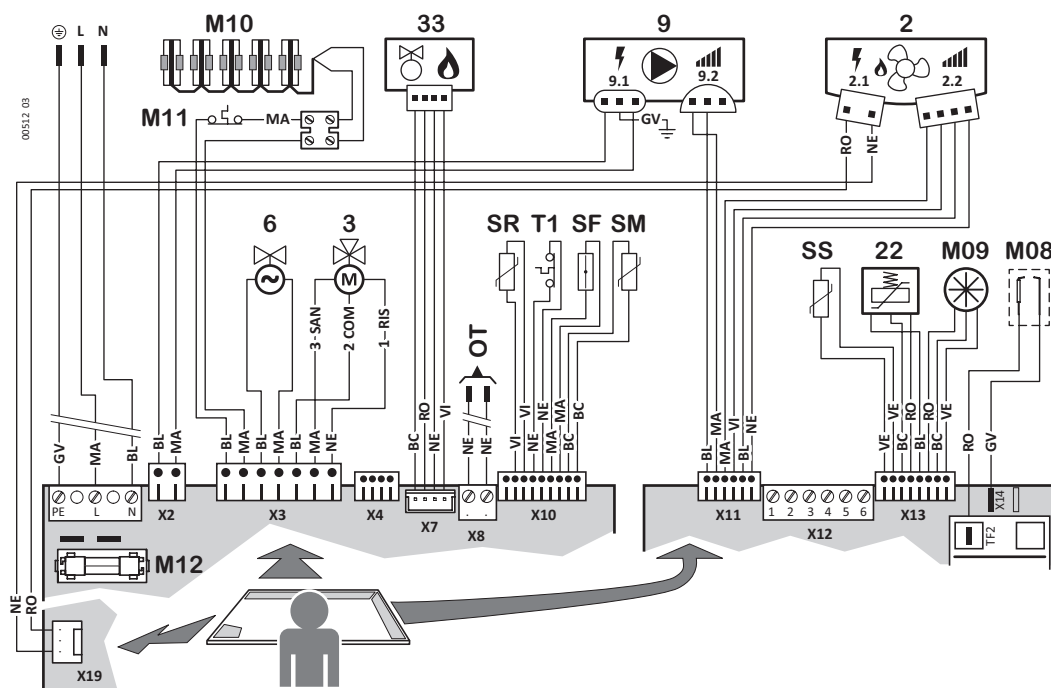 ⏚ L N
M10
33
9
2
9.1
9.2
2.1
2.2
00512_03
M11
MA
GV
RO
NE
6
3
M
3-SAN
2 COM
1–RIS
SR T1 SF SM
OT
SS 22 M09 M08
GV
MA
BL
BL
MA
BL
MA
BL
MA
BL
MA
NE
BC
RO
NE
VI
NE
NE
VI
VI
NE
NE
MA
MA
BC
BC
BL
MA
MA
VI
BL
NE
VE
VE
BC
RO
BL
RO
BC
VE
RO
GV
PE L N
X2
X3
X4
X7
X8
X10
X11
1 2 3 4 5 6
X12
X13
X14
TF2
M12
NE
RO
X19